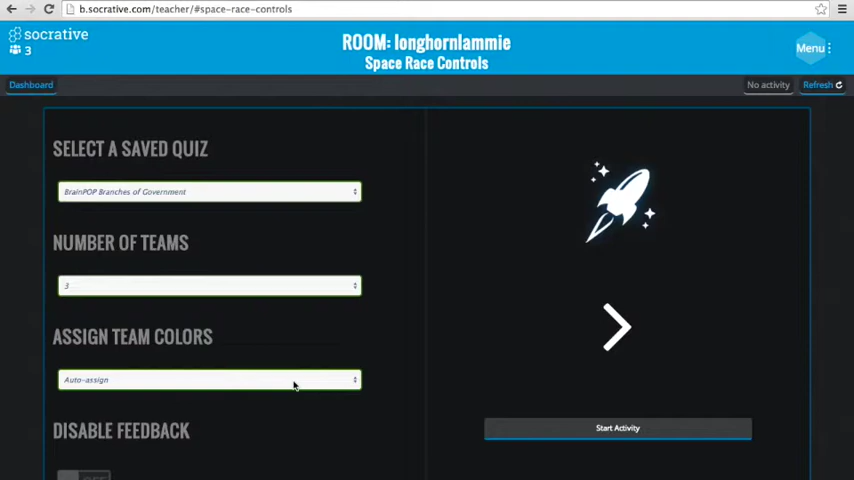 b.socrative.com/teacher/#space-race-controls
socrative
3
ROOM: longhornlammie
Space Race Controls
Menu
Dashboard
No activity
Refresh
SELECT A SAVED QUIZ
BrainPOP Branches of Government
NUMBER OF TEAMS
3
ASSIGN TEAM COLORS
Auto-assign
DISABLE FEEDBACK
Start Activity